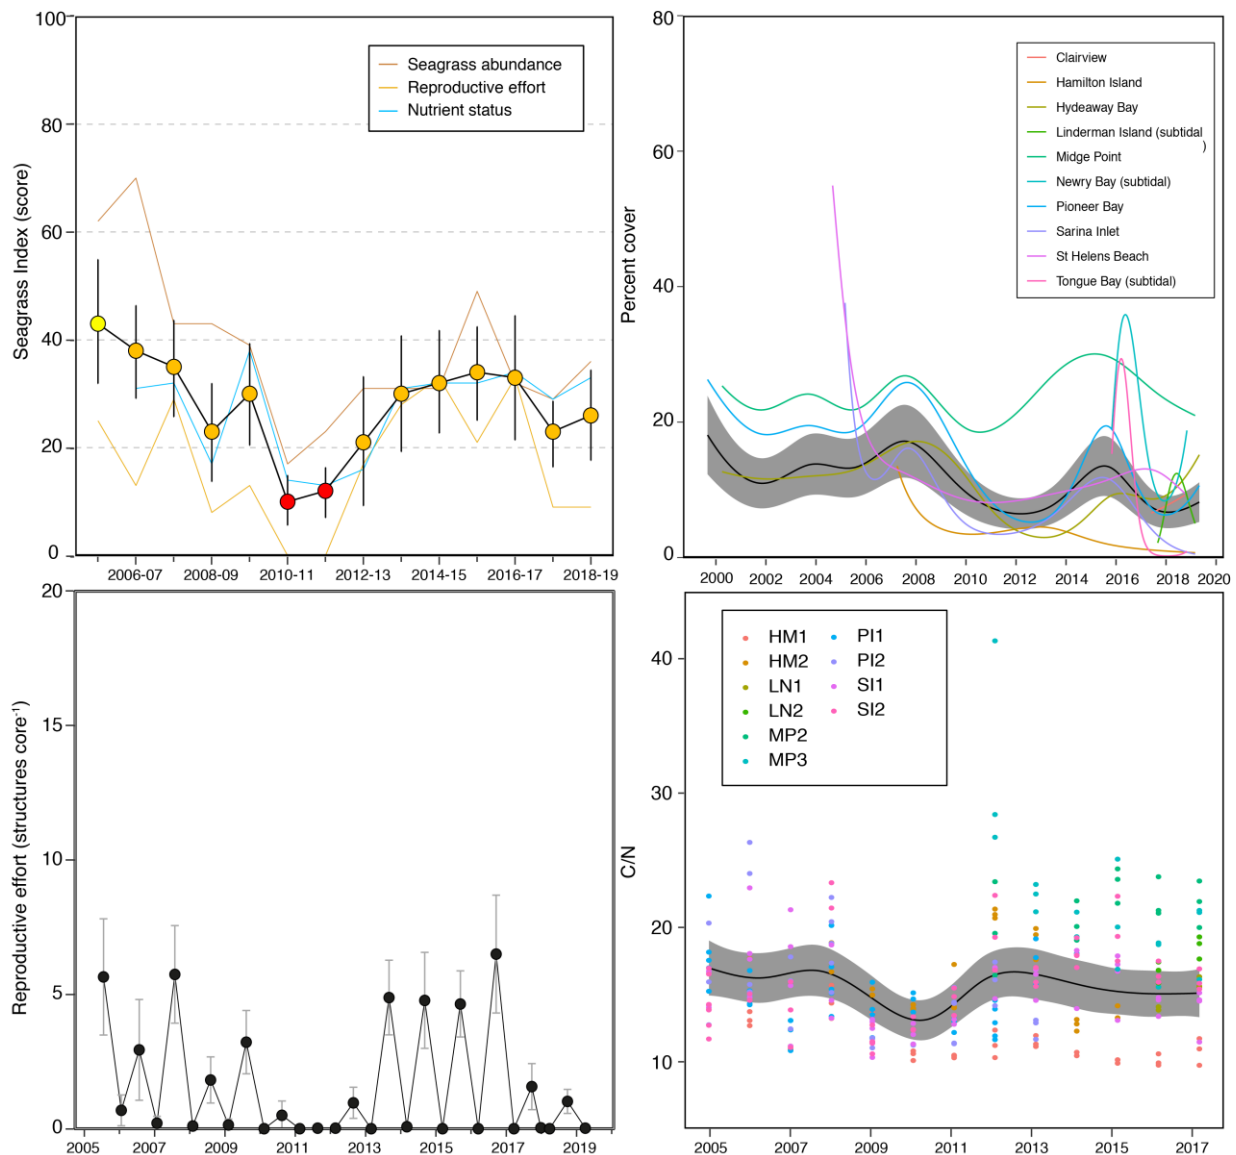 100
80
60
40
20
0
Seagrass Index (score)
Seagrass abundance
Reproductive effort
Nutrient status
2006-07
2008-09
2010-11
2012-13
2014-15
2016-17
2018-19
80
60
40
20
0
Percent cover
Clairview
Hamilton Island
Hydeaway Bay
Linderman Island (subtidal
)
Midge Point
Newry Bay (subtidal)
Pioneer Bay
Sarina Inlet
St Helens Beach
Tongue Bay (subtidal)
2000
2002
2004
2006
2008
2010
2012
2014
2016
2018
2020
20
15
10
5
0
Reproductive effort (structures core⁻¹)
2005
2007
2009
2011
2013
2015
2017
2019
40
30
20
10
C/N
HM1
HM2
LN1
LN2
MP2
MP3
PI1
PI2
SI1
SI2
2005
2007
2009
2011
2013
2015
2017